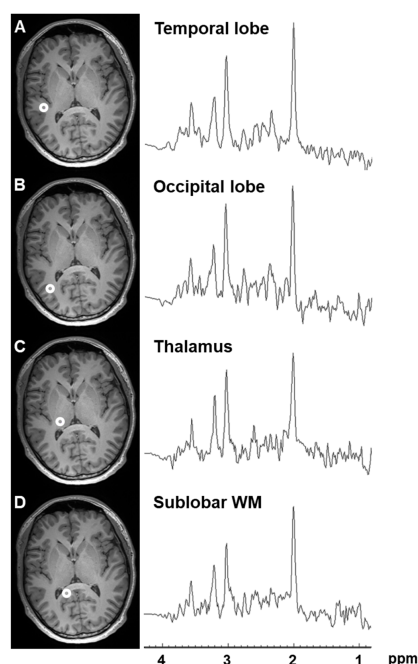 A
Temporal lobe
B
Occipital lobe
C
Thalamus
D
Sublobar WM
4 3 2 1 ppm